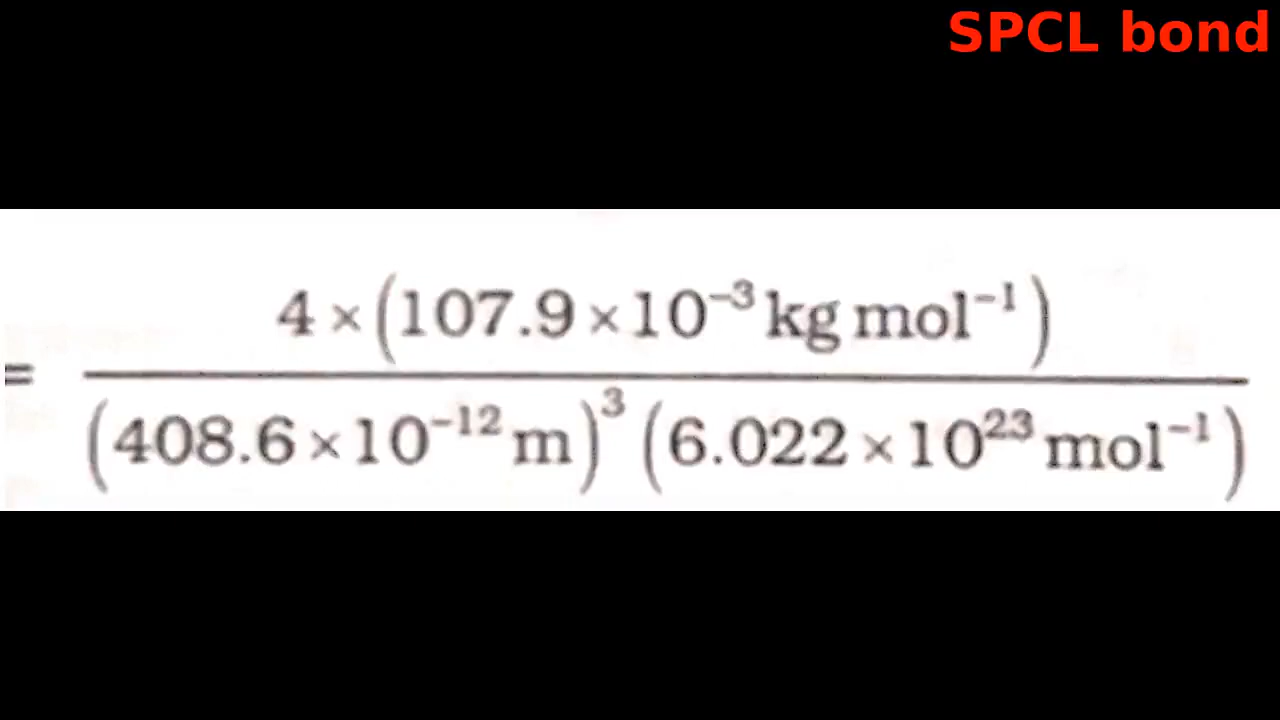 SPCL bond
4 × (107.9 × 10⁻³ kg mol⁻¹)
=
(408.6 × 10⁻¹² m)³ (6.022 × 10²³ mol⁻¹)